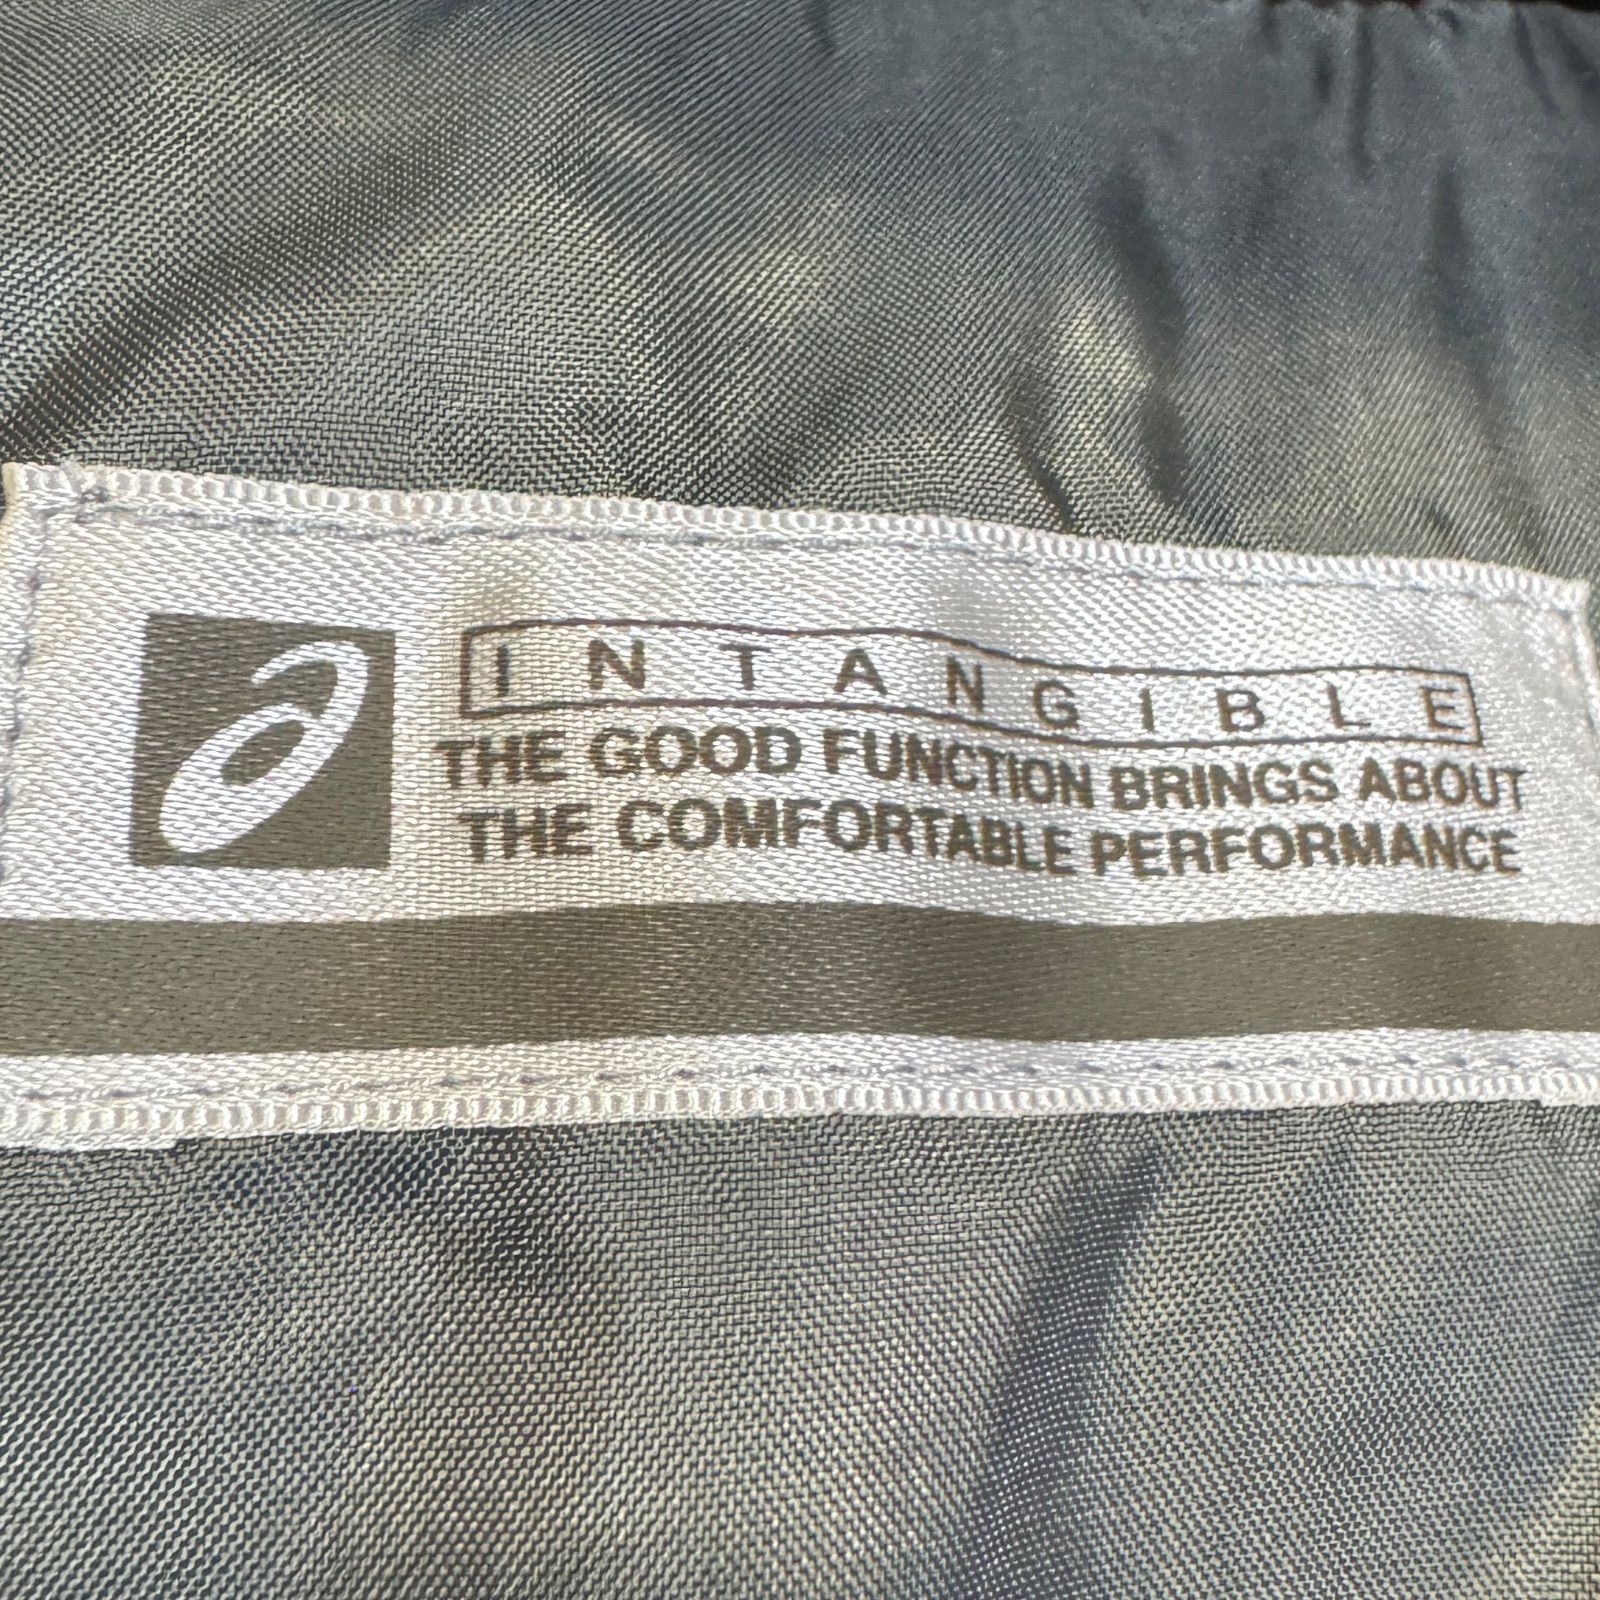 INTANGIBLE
THE GOOD FUNCTION BRINGS ABOUT
THE COMFORTABLE PERFORMANCE